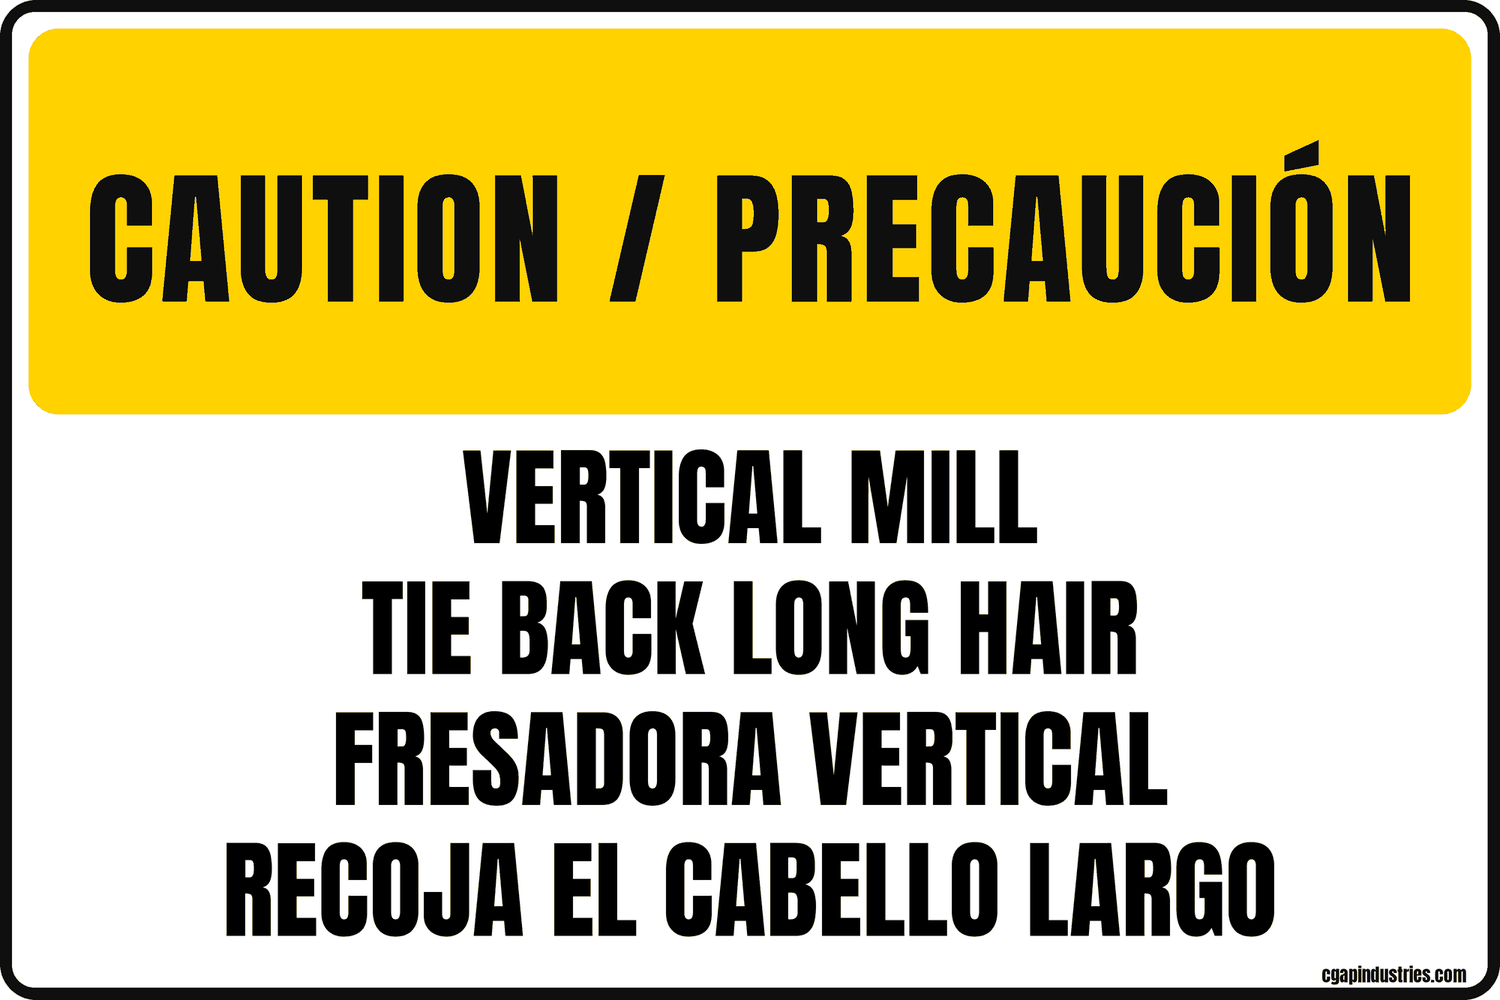 CAUTION / PRECAUCIÓN
VERTICAL MILL
TIE BACK LONG HAIR
FRESADORA VERTICAL
RECOJA EL CABELLO LARGO
cgapindustries.com